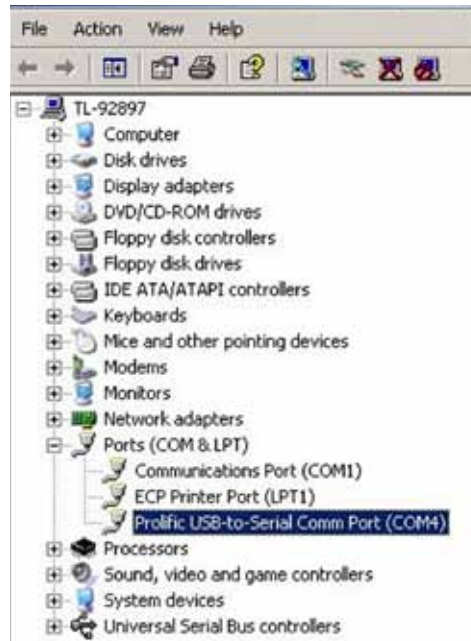 File Action View Help
TL-92897
Computer
Disk drives
Display adapters
DVD/CD-ROM drives
Floppy disk controllers
Floppy disk drives
IDE ATA/ATAPI controllers
Keyboards
Mice and other pointing devices
Modems
Monitors
Network adapters
Ports (COM & LPT)
Communications Port (COM1)
ECP Printer Port (LPT1)
Prolific USB-to-Serial Comm Port (COM4)
Processors
Sound, video and game controllers
System devices
Universal Serial Bus controllers